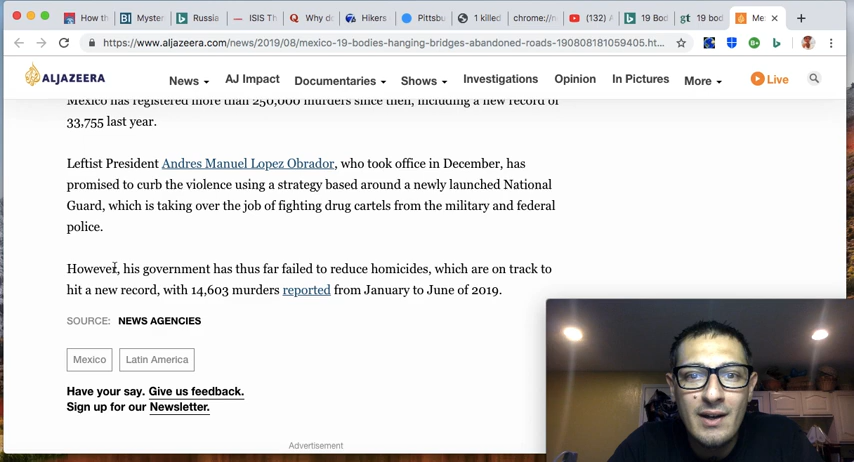 How th
Myster
Russia
ISIS Th
Why do
Hikers
Pittsbu
1 killed
chrome://n
(132) A
19 Bod
19 bod
Me
https://www.aljazeera.com/news/2019/08/mexico-19-bodies-hanging-bridges-abandoned-roads-190808181059405.ht...
ALJAZEERA
News
AJ Impact
Documentaries
Shows
Investigations
Opinion
In Pictures
More
Live
Mexico has registered more than 250,000 murders since then, including a new record of
33,755 last year.
Leftist President Andres Manuel Lopez Obrador, who took office in December, has
promised to curb the violence using a strategy based around a newly launched National
Guard, which is taking over the job of fighting drug cartels from the military and federal
police.
However, his government has thus far failed to reduce homicides, which are on track to
hit a new record, with 14,603 murders reported from January to June of 2019.
SOURCE: NEWS AGENCIES
Mexico
Latin America
Have your say. Give us feedback.
Sign up for our Newsletter.
Advertisement